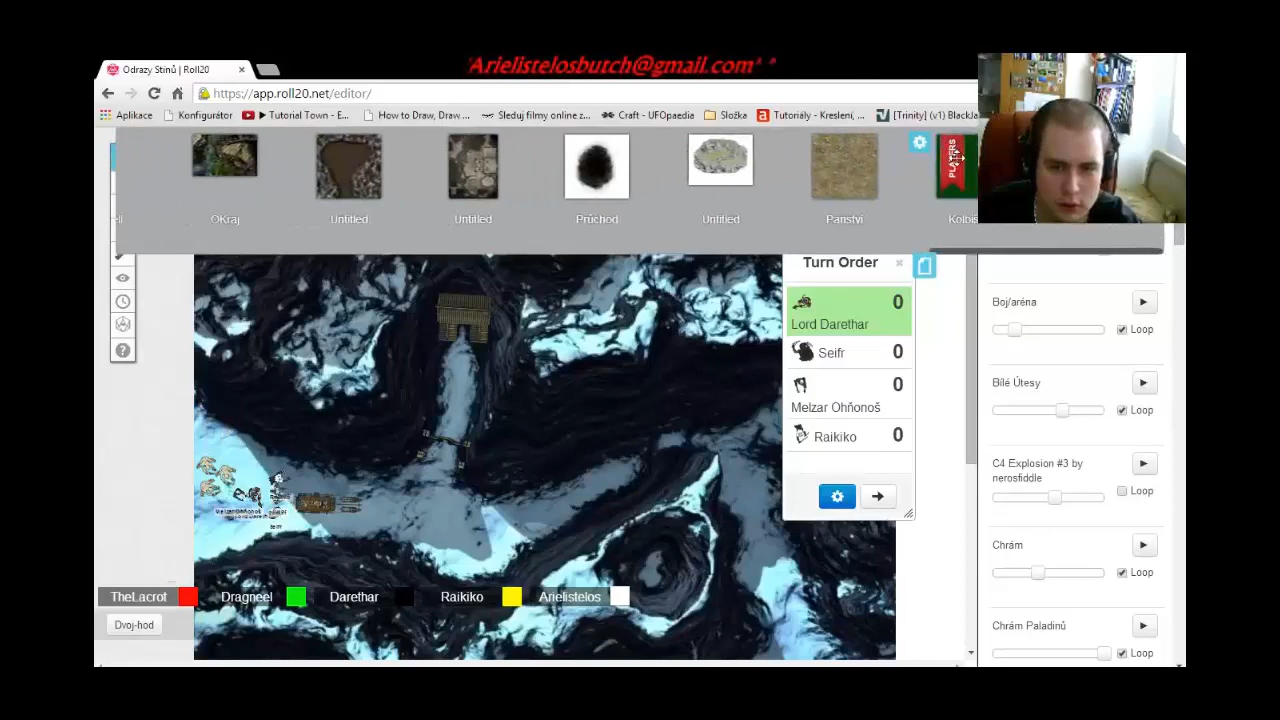 Arielistelosbutch@gmail.com
Odrazy Stínů | Roll20
https://app.roll20.net/editor/
Aplikace
Konfigurátor
Tutorial Town - E...
How to Draw, Draw...
Sleduj filmy online z...
Craft - UFOpaedia
Složka
Tutoriály - Kreslení, ...
[Trinity] (v1) BlackJa
PLAYERS
OKraj
Untitled
Untitled
Průchod
Untitled
Panství
Kolbis
Turn Order
0
Lord Darethar
Seifr 0
0
Melzar Ohňonoš
Raikiko 0
Boj/aréna
Loop
Bílé Útesy
Loop
C4 Explosion #3 by
nerosfiddle
Loop
Chrám
Loop
Chrám Paladinů
Loop
TheLacrot
Dragneel
Darethar
Raikiko
Arielistelos
Dvoj-hod